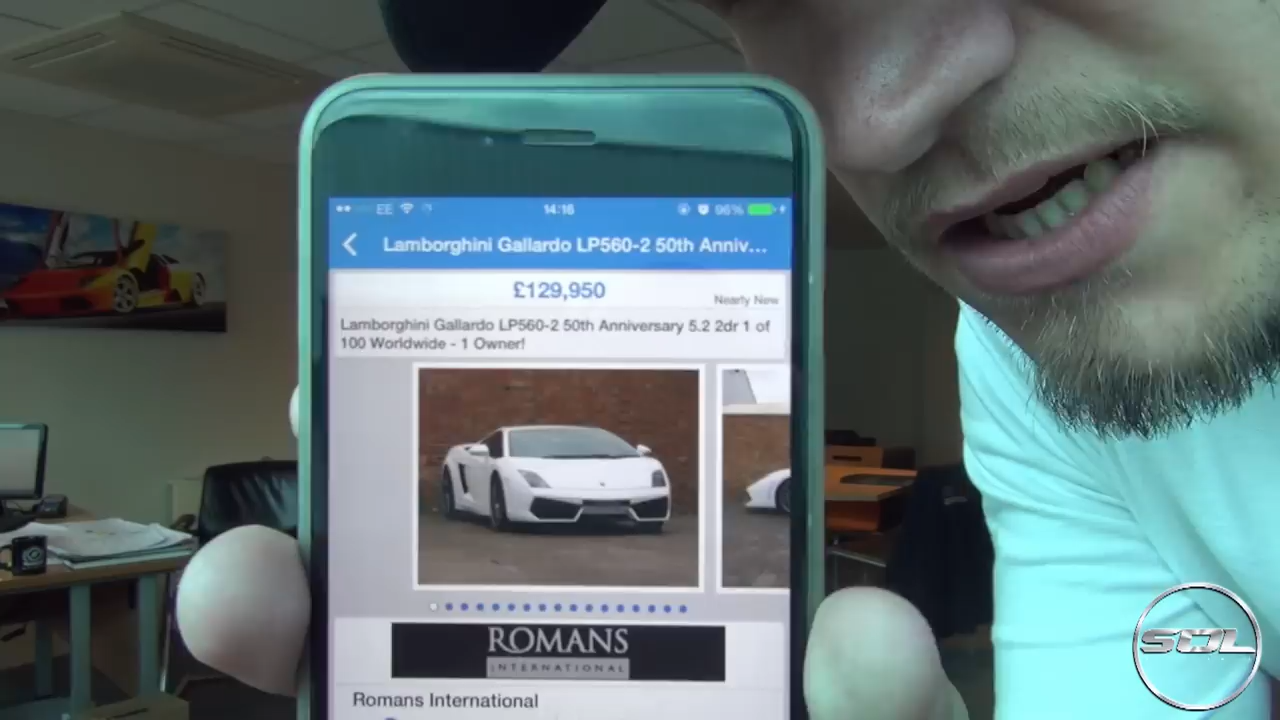 EE 14:16 96%
Lamborghini Gallardo LP560-2 50th Anniv...
£129,950
Nearly New
Lamborghini Gallardo LP560-2 50th Anniversary 5.2 2dr 1 of
100 Worldwide - 1 Owner!
ROMANS
INTERNATIONAL
Romans International
SOL